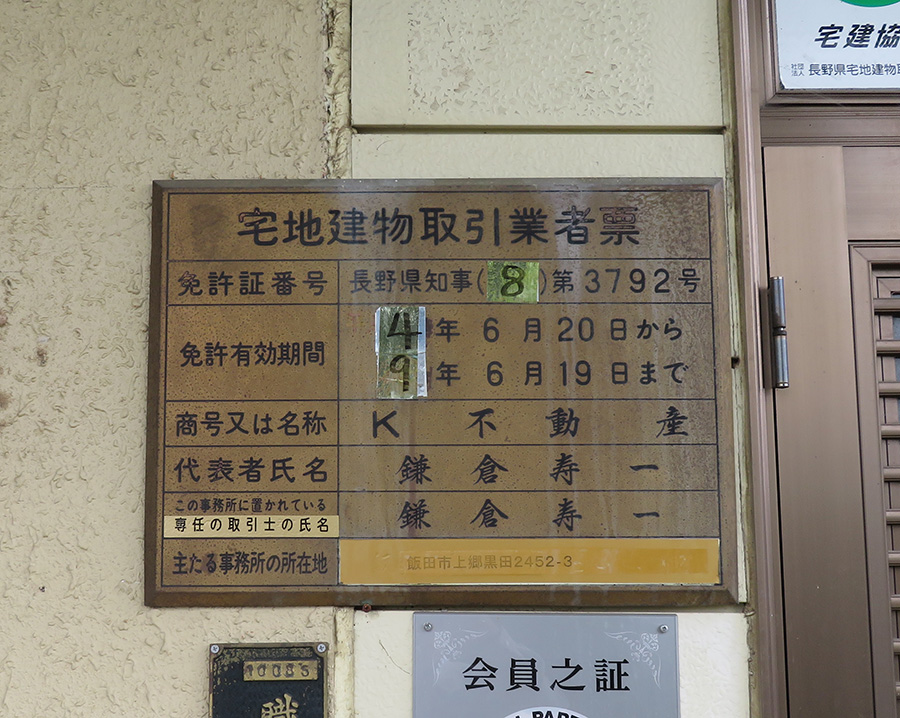 宅建協
社団法人 長野県宅地建物取
宅地建物取引業者票
免許証番号 長野県知事(8)第3792号
免許有効期間 4年6月20日から
9年6月19日まで
商号又は名称 K不動産
代表者氏名 鎌倉寿一
この事務所に置かれている
専任の取引士の氏名 鎌倉寿一
主たる事務所の所在地 飯田市上郷黒田2452-3
10085
職
会員之証